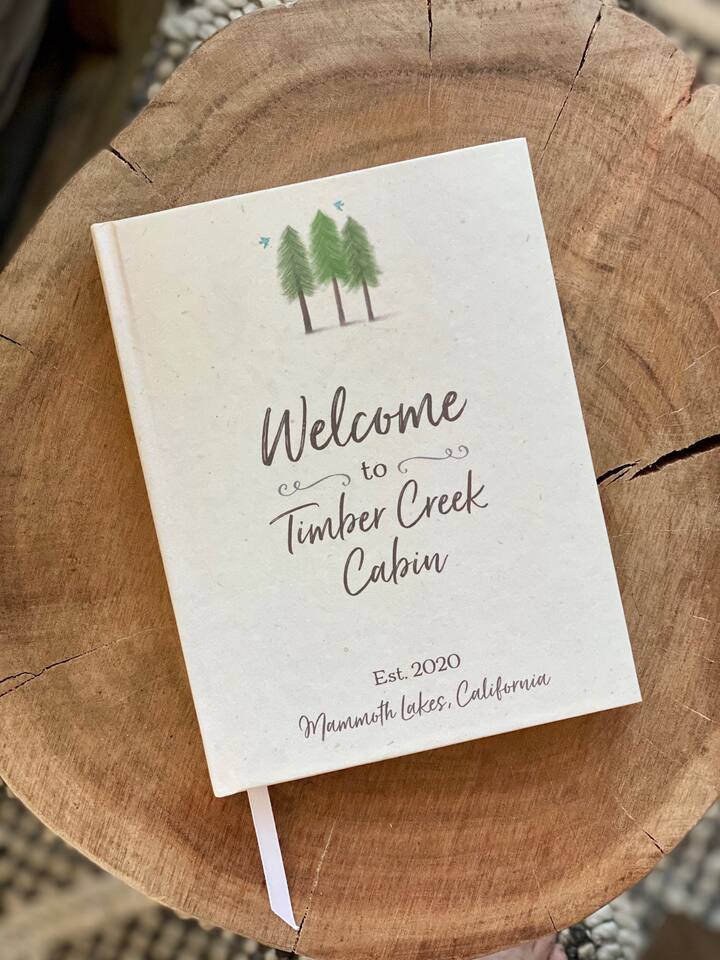 Welcome
to
Timber Creek
Cabin
Est. 2020
Mammoth Lakes, California